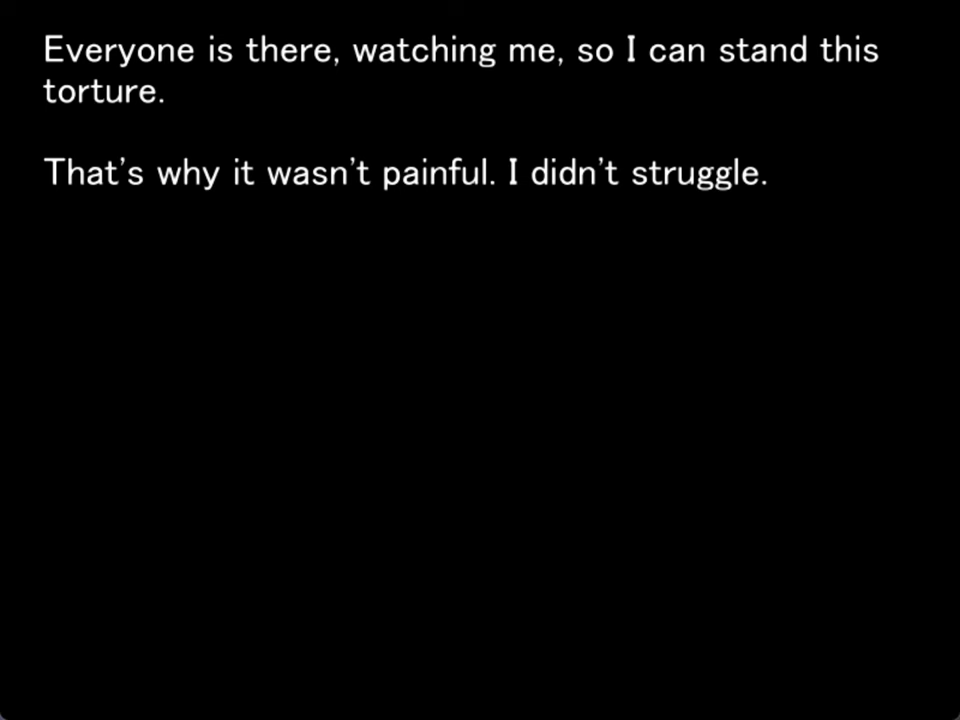 Everyone is there, watching me, so I can stand this
torture.
That's why it wasn't painful. I didn't struggle.